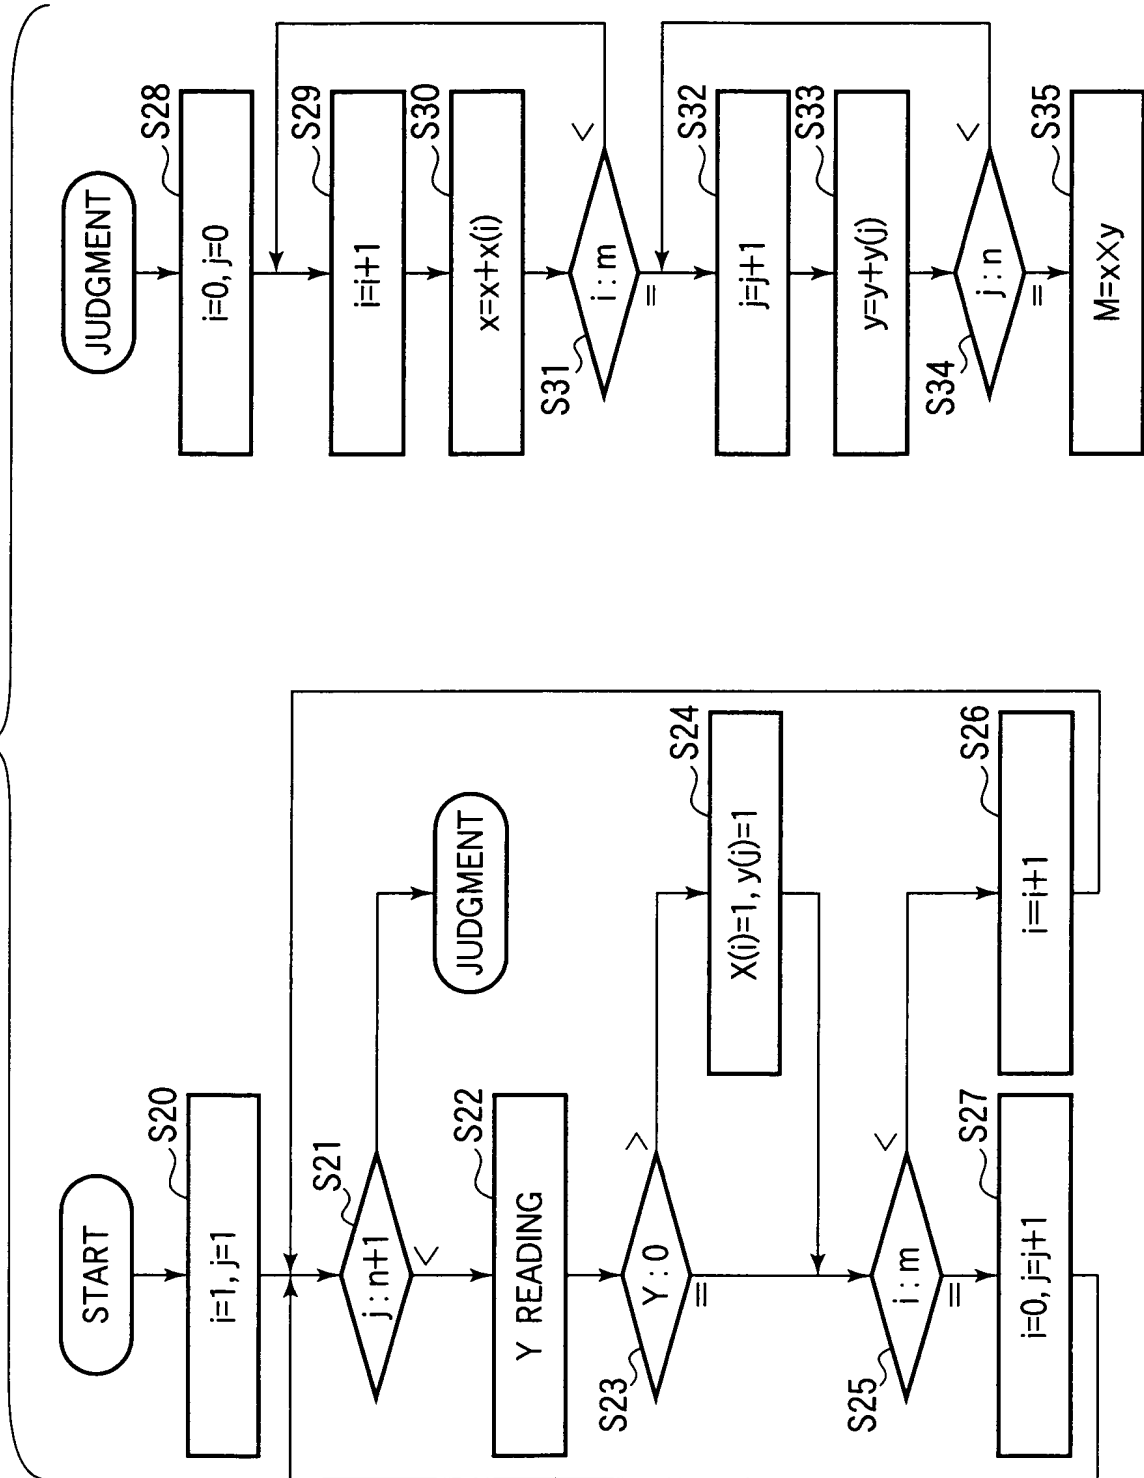 START
S20
i=1, j=1
S21
j : n+1
<
JUDGMENT
S22
Y READING
S23
Y : 0
>
=
S24
X(i)=1, y(j)=1
S25
i : m
<
=
S26
i=i+1
S27
i=0, j=j+1
JUDGMENT
S28
i=0, j=0
S29
i=i+1
S30
x=x+x(i)
S31
i : m
<
=
S32
j=j+1
S33
y=y+y(j)
S34
j : n
<
=
S35
M=x×y